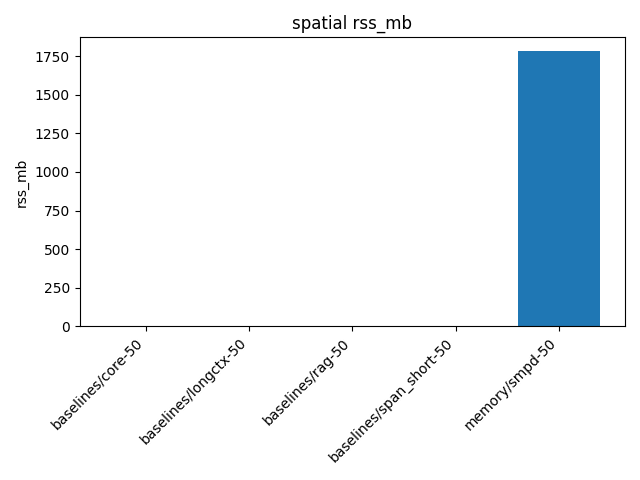 spatial rss_mb
rss_mb
1750
1500
1250
1000
750
500
250
0
baselines/core-50
baselines/longctx-50
baselines/rag-50
baselines/span_short-50
memory/smpd-50